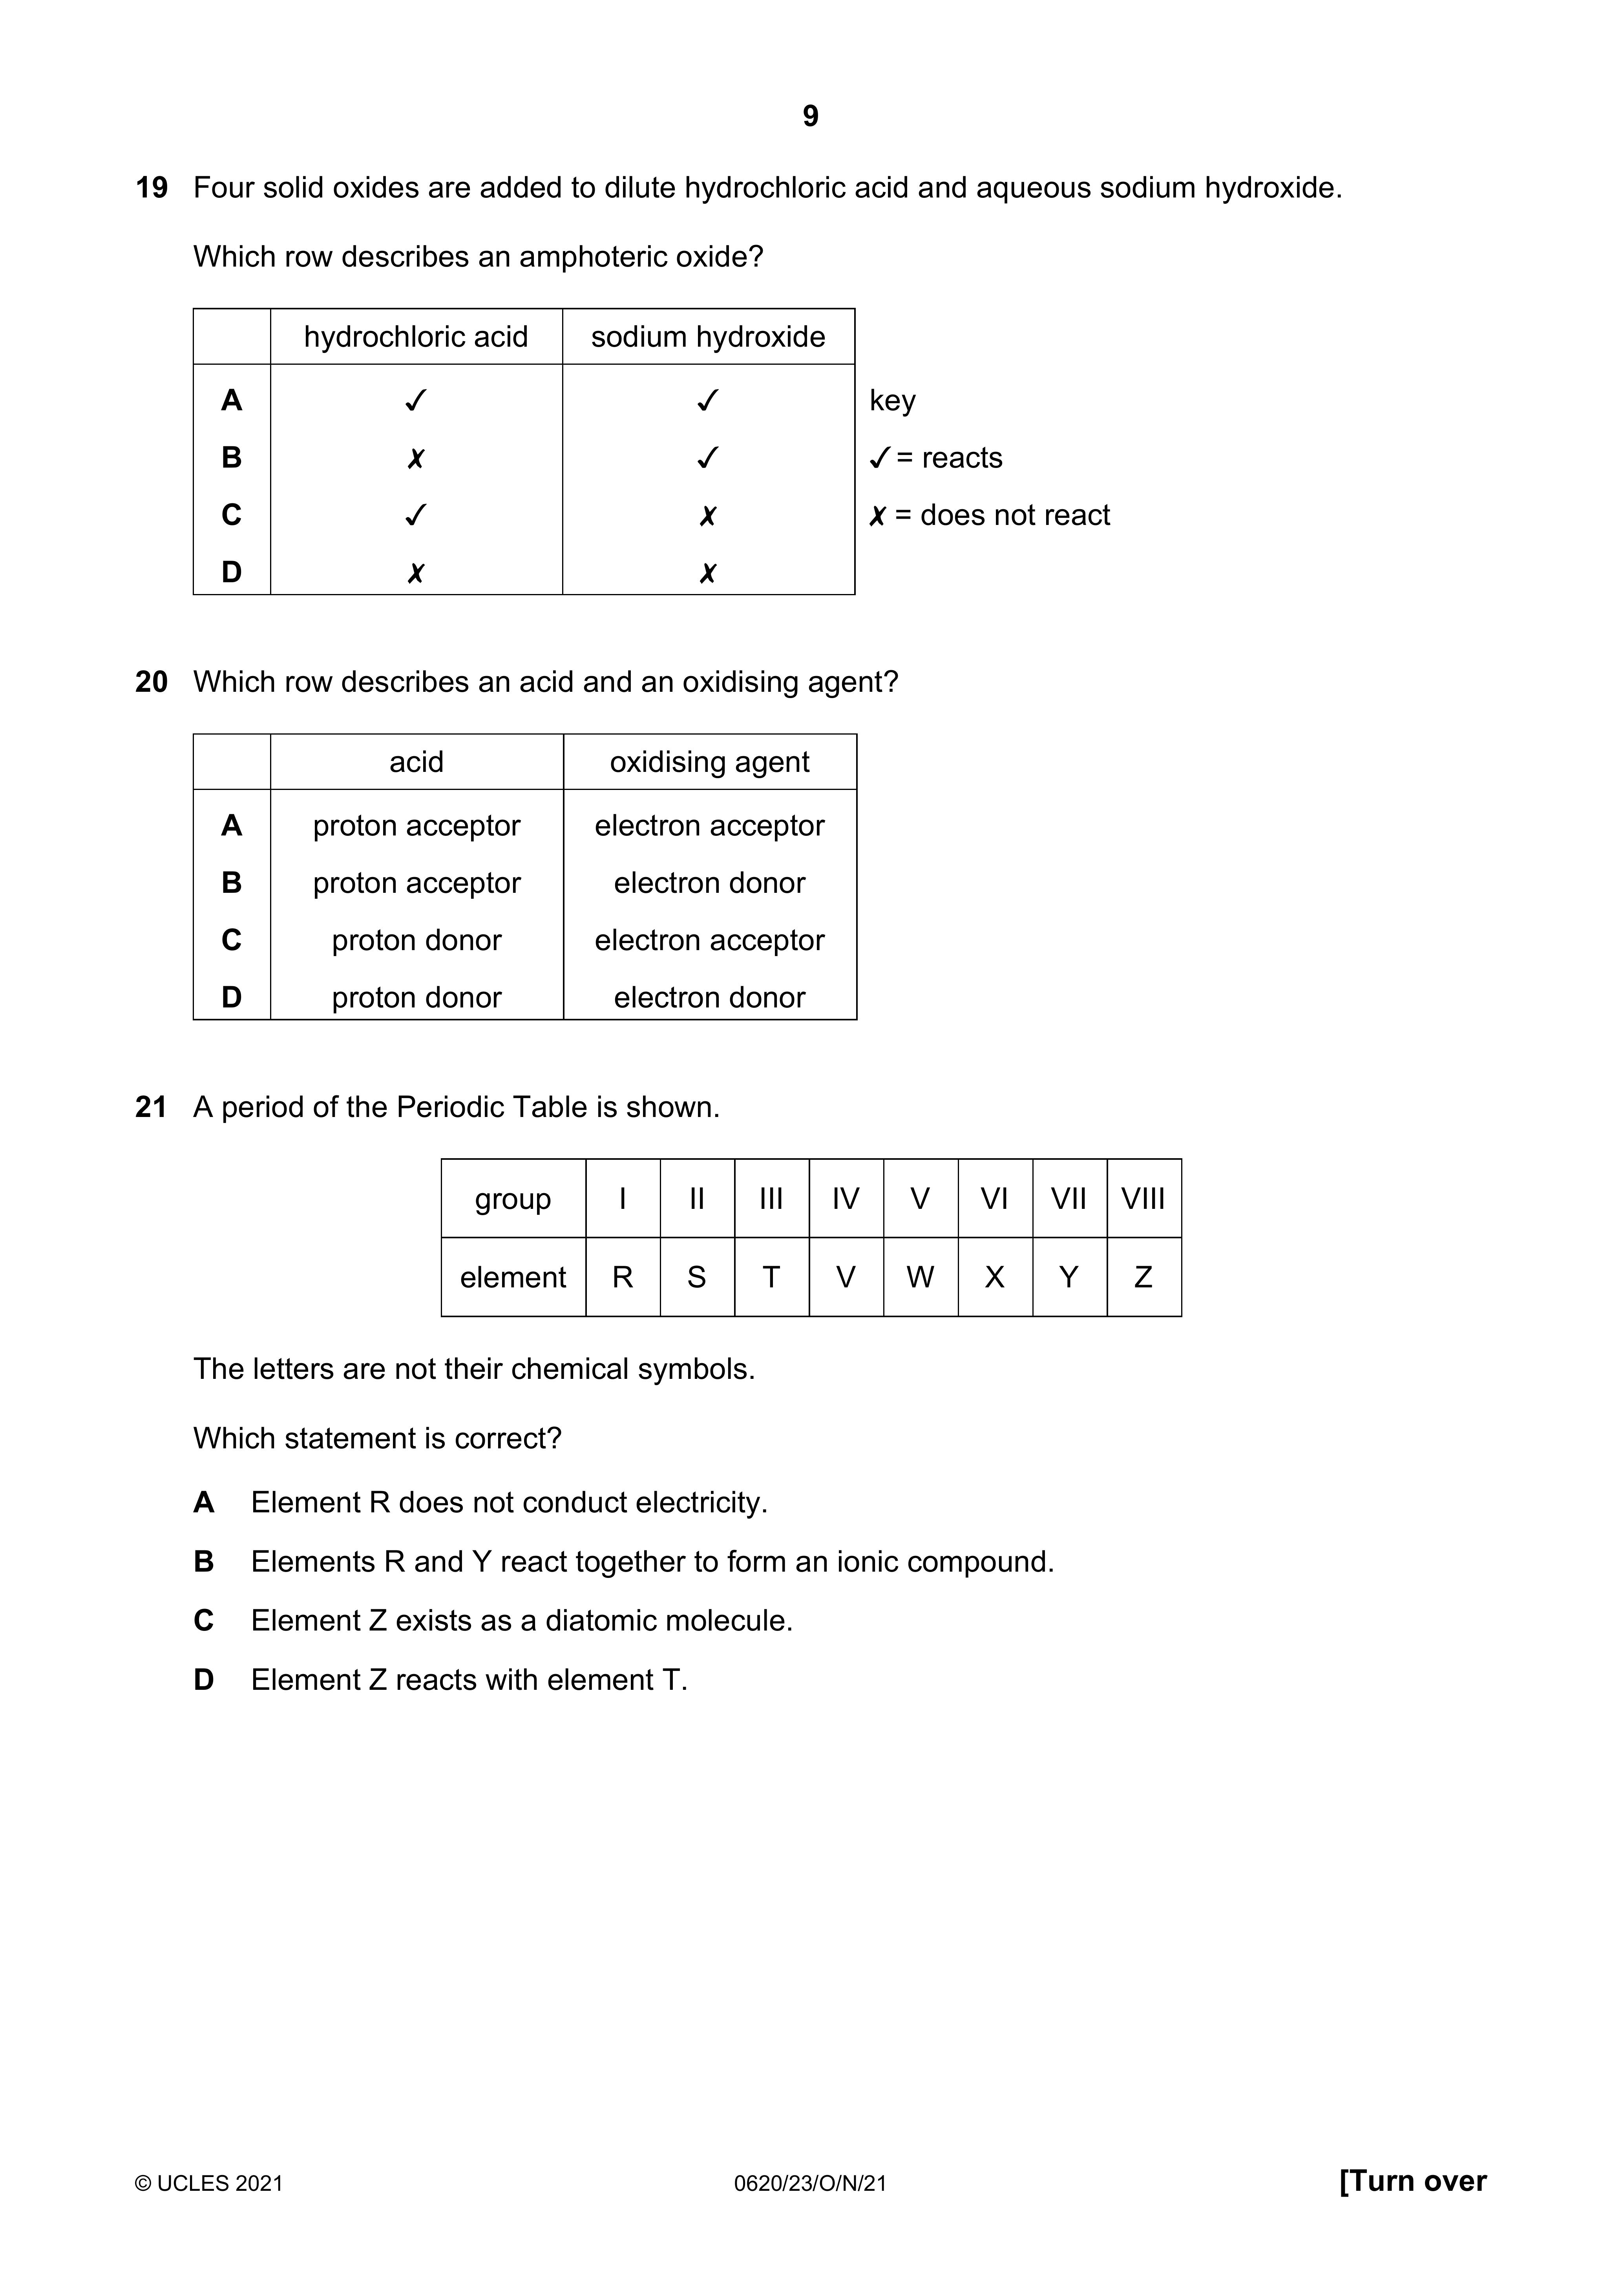 9
19 Four solid oxides are added to dilute hydrochloric acid and aqueous sodium hydroxide.
Which row describes an amphoteric oxide?
hydrochloric acid sodium hydroxide
A ✓ ✓ key
B ✗ ✓ ✓ = reacts
C ✓ ✗ ✗ = does not react
D ✗ ✗
20 Which row describes an acid and an oxidising agent?
acid oxidising agent
A proton acceptor electron acceptor
B proton acceptor electron donor
C proton donor electron acceptor
D proton donor electron donor
21 A period of the Periodic Table is shown.
group I II III IV V VI VII VIII
element R S T V W X Y Z
The letters are not their chemical symbols.
Which statement is correct?
A Element R does not conduct electricity.
B Elements R and Y react together to form an ionic compound.
C Element Z exists as a diatomic molecule.
D Element Z reacts with element T.
© UCLES 2021 0620/23/O/N/21 [Turn over